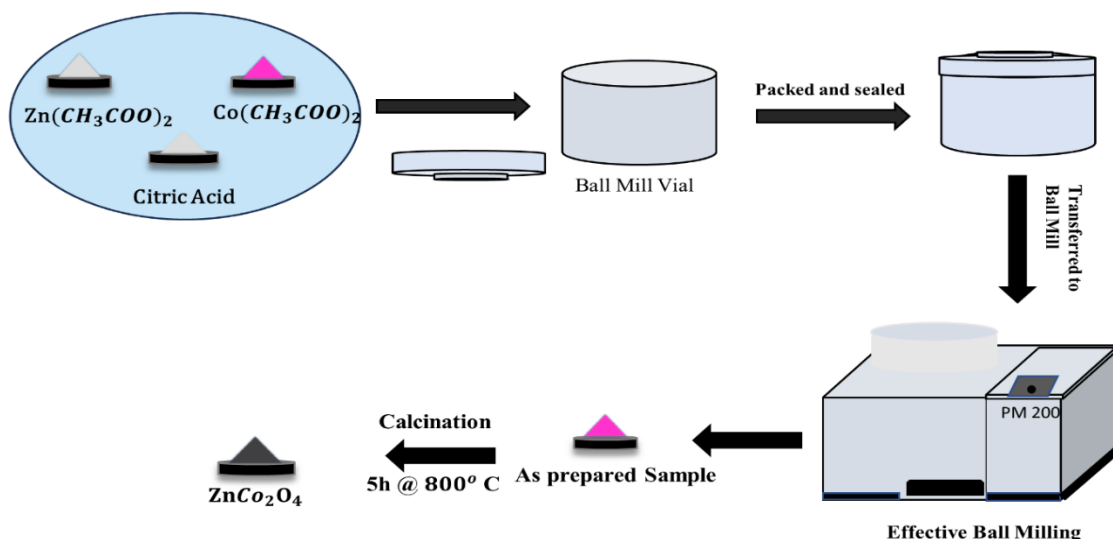 Zn(CH₃COO)₂
Co(CH₃COO)₂
Citric Acid
Ball Mill Vial
Packed and sealed
Transferred to
Ball Mill
PM 200
Effective Ball Milling
As prepared Sample
Calcination
5h @ 800° C
ZnCo₂O₄